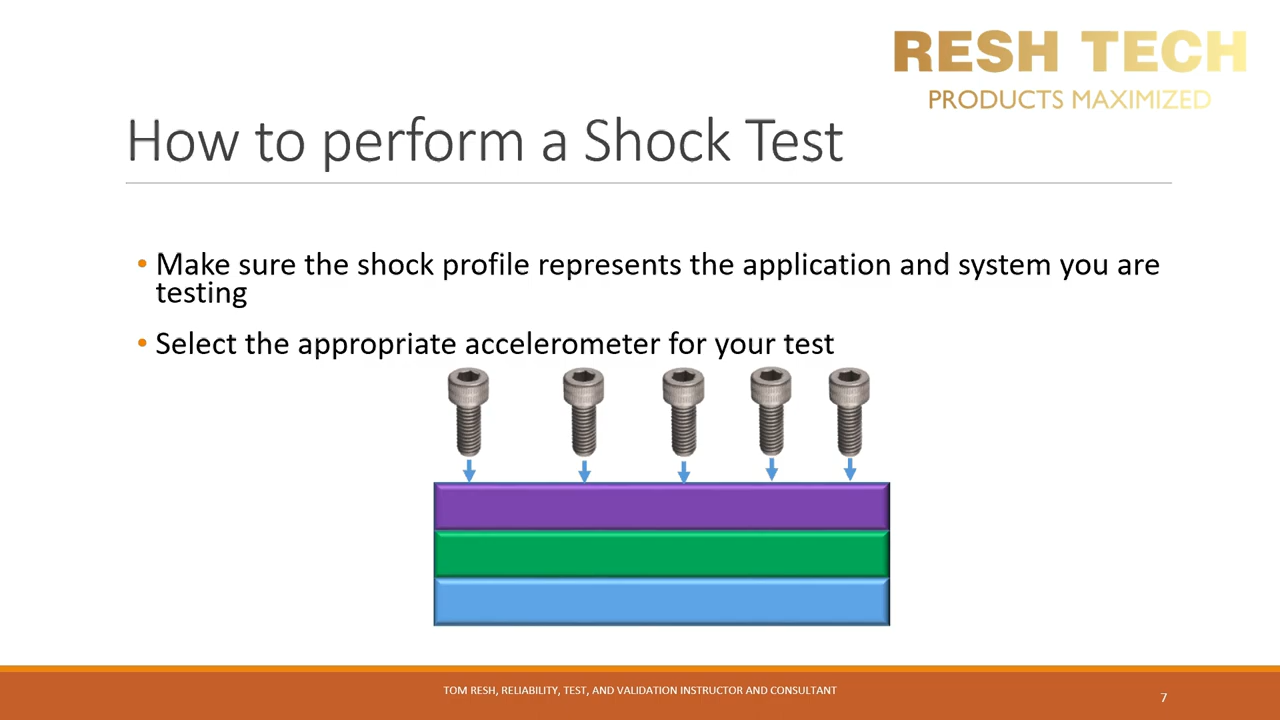 RESH TECH
PRODUCTS MAXIMIZED
How to perform a Shock Test
• Make sure the shock profile represents the application and system you are
testing
• Select the appropriate accelerometer for your test
TOM RESH, RELIABILITY, TEST, AND VALIDATION INSTRUCTOR AND CONSULTANT
7